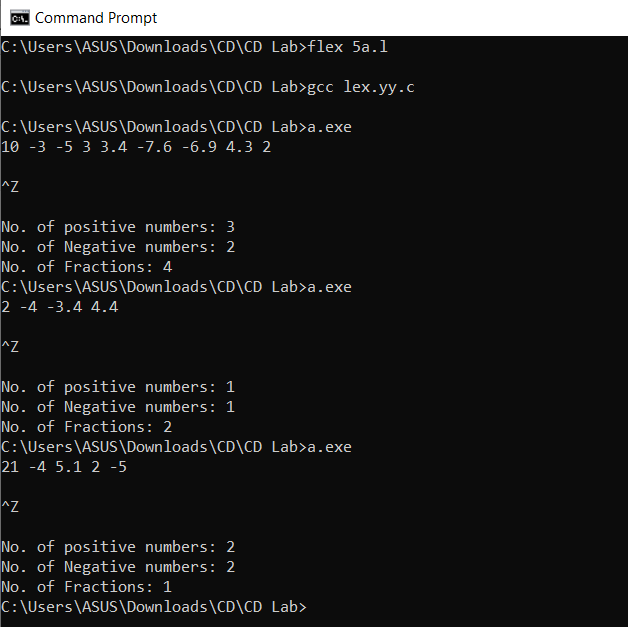 Command Prompt
C:\Users\ASUS\Downloads\CD\CD Lab>flex 5a.l
C:\Users\ASUS\Downloads\CD\CD Lab>gcc lex.yy.c
C:\Users\ASUS\Downloads\CD\CD Lab>a.exe
10 -3 -5 3 3.4 -7.6 -6.9 4.3 2
^Z
No. of positive numbers: 3
No. of Negative numbers: 2
No. of Fractions: 4
C:\Users\ASUS\Downloads\CD\CD Lab>a.exe
2 -4 -3.4 4.4
^Z
No. of positive numbers: 1
No. of Negative numbers: 1
No. of Fractions: 2
C:\Users\ASUS\Downloads\CD\CD Lab>a.exe
21 -4 5.1 2 -5
^Z
No. of positive numbers: 2
No. of Negative numbers: 2
No. of Fractions: 1
C:\Users\ASUS\Downloads\CD\CD Lab>